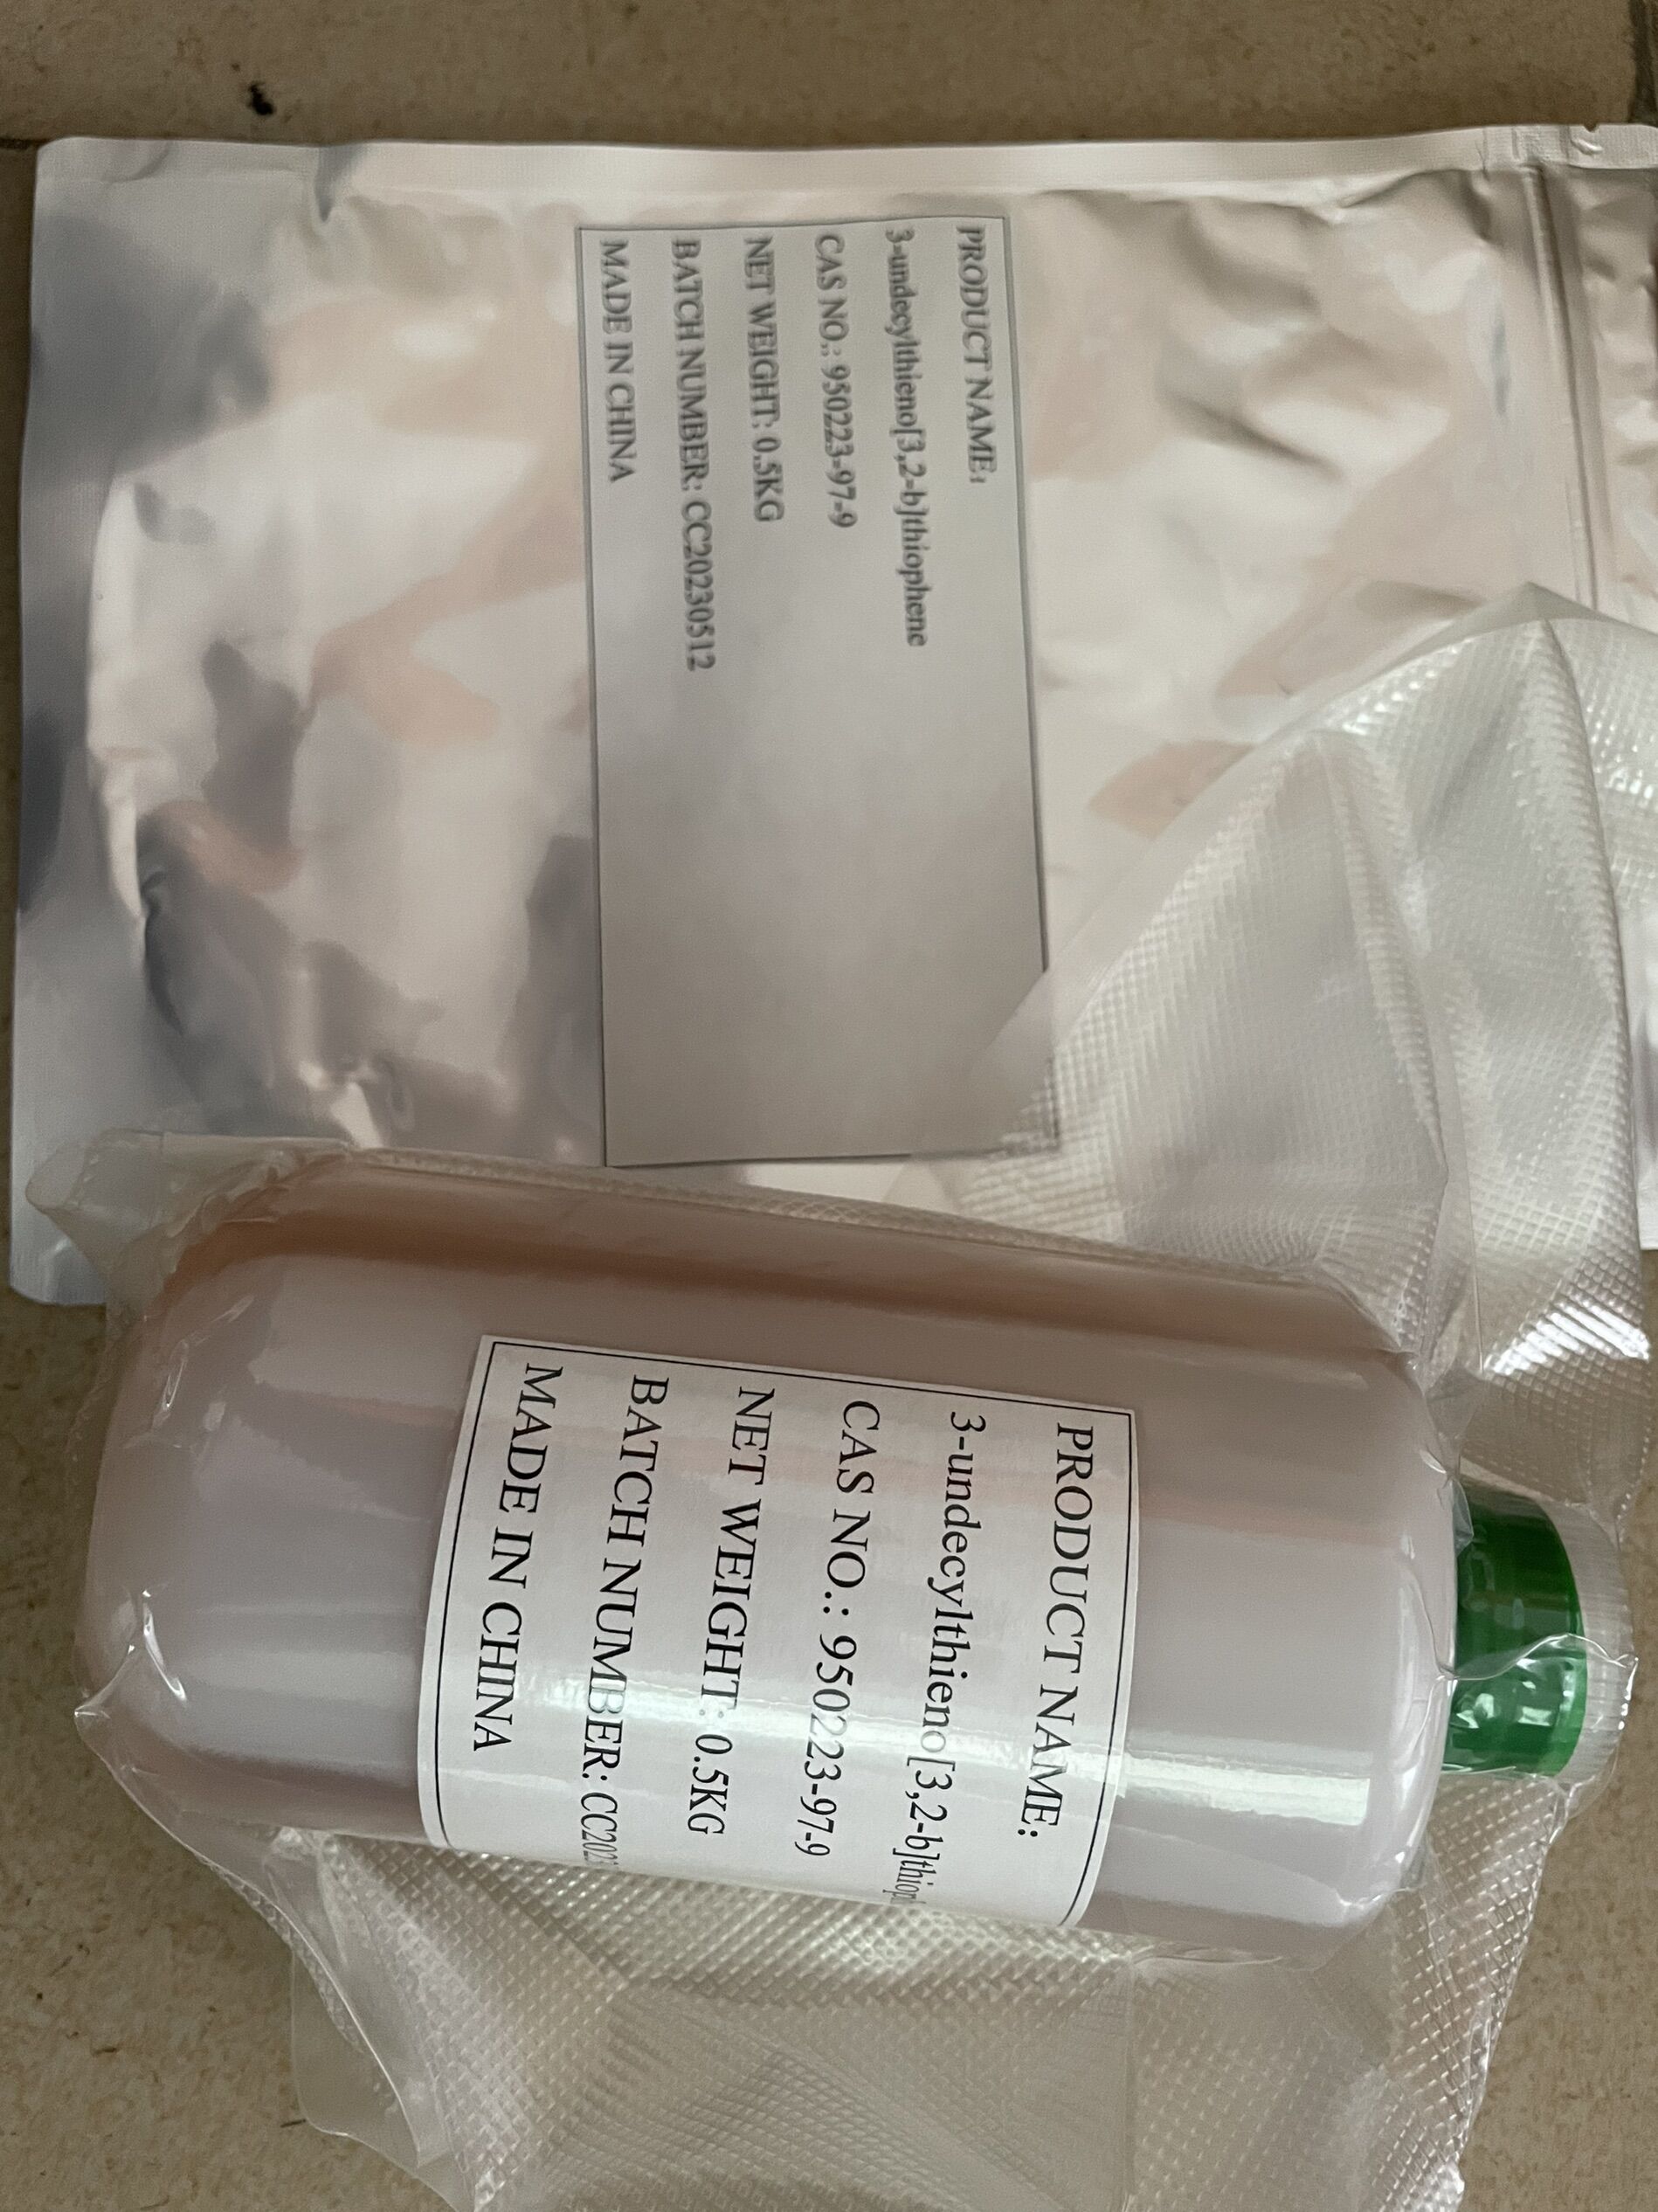 PRODUCT NAME:
3-undecylthieno[3,2-b]thiophene
CAS NO.: 950223-97-9
NET WEIGHT: 0.5KG
BATCH NUMBER: CC20230512
MADE IN CHINA
PRODUCT NAME:
3-undecylthieno[3,2-b]thiop
CAS NO.: 950223-97-9
NET WEIGHT: 0.5KG
BATCH NUMBER: CC202
MADE IN CHINA